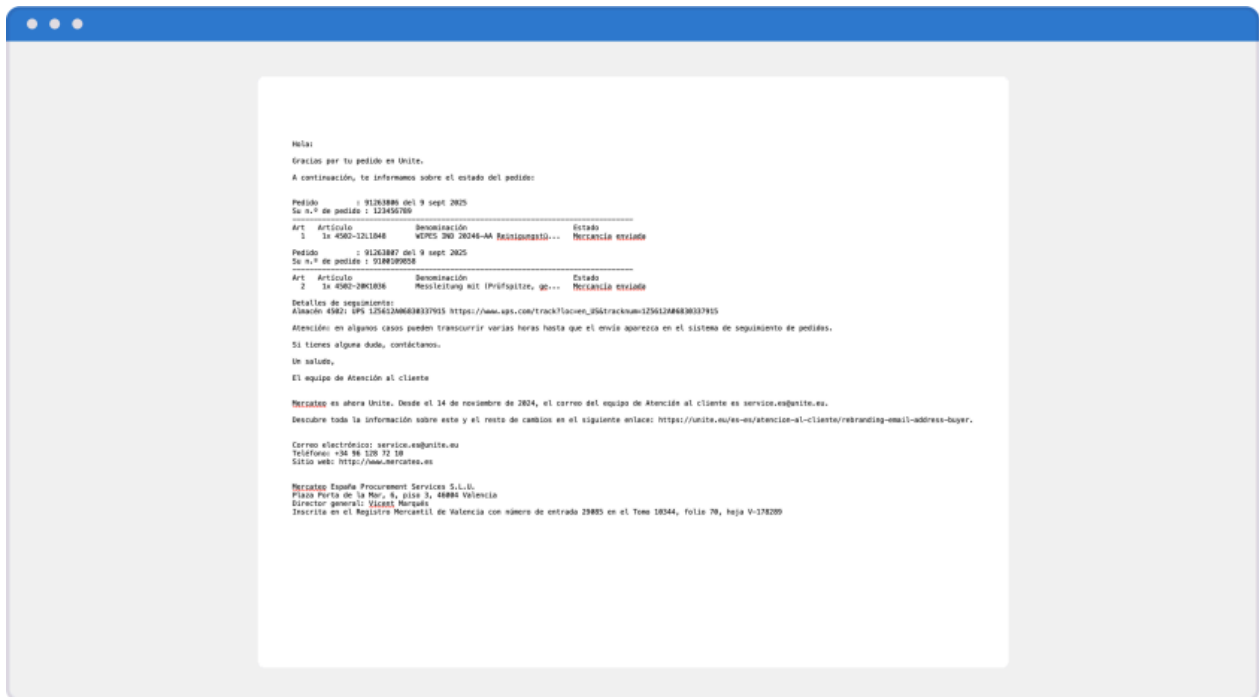 Hola:
Gracias por tu pedido en Unite.
A continuación, te informamos sobre el estado del pedido:
Pedido : 91263806 del 9 sept 2025
Su n.º de pedido : 123456789
Art Artículo Denominación Estado
1 1x 4502-12L1848 WIPES IND 20246-AA Reinigungstü... Mercancía enviada
Pedido : 91263807 del 9 sept 2025
Su n.º de pedido : 9100109858
Art Artículo Denominación Estado
2 1x 4502-20K1036 Messleitung mit (Prüfspitze, ge... Mercancía enviada
Detalles de seguimiento:
Almacén 4502: UPS 1Z5612A06830337915 https://www.ups.com/track?loc=en_US&tracknum=1Z5612A06830337915
Atención: en algunos casos pueden transcurrir varias horas hasta que el envío aparezca en el sistema de seguimiento de pedidos.
Si tienes alguna duda, contáctanos.
Un saludo,
El equipo de Atención al cliente
Mercateo es ahora Unite. Desde el 14 de noviembre de 2024, el correo del equipo de Atención al cliente es service.es@unite.eu.
Descubre toda la información sobre este y el resto de cambios en el siguiente enlace: https://unite.eu/es-es/atencion-al-cliente/rebranding-email-address-buyer.
Correo electrónico: service.es@unite.eu
Teléfono: +34 96 128 72 10
Sitio web: http://www.mercateo.es
Mercateo España Procurement Services S.L.U.
Plaza Porta de la Mar, 6, piso 3, 46004 Valencia
Director general: Vicent Marqués
Inscrita en el Registro Mercantil de Valencia con número de entrada 29085 en el Tomo 10344, folio 70, hoja V-178209